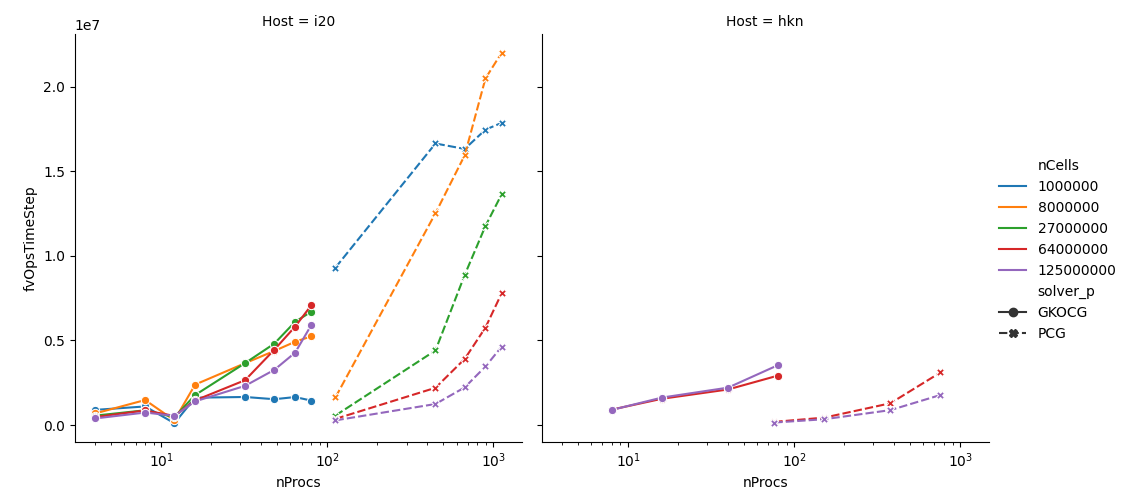 Host = i20
Host = hkn
1e7
2.0
1.5
1.0
0.5
0.0
fvOpsTimeStep
10¹
10²
10³
nProcs
10¹
10²
10³
nProcs
nCells
1000000
8000000
27000000
64000000
125000000
solver_p
GKOCG
PCG